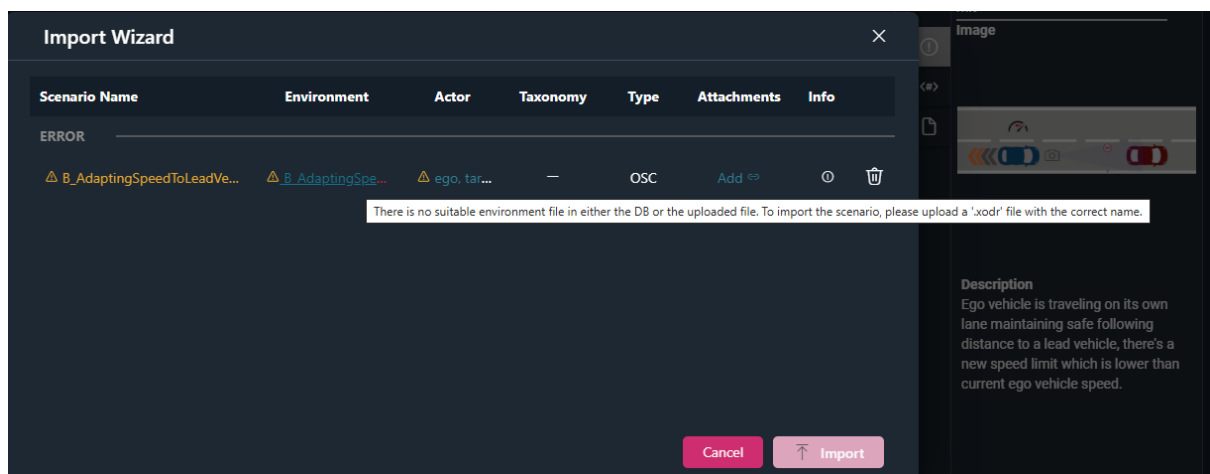 Import Wizard
Image
Scenario Name Environment Actor Taxonomy Type Attachments Info
ERROR
B_AdaptingSpeedToLeadVe... B_AdaptingSpe... ego, tar... — OSC Add
There is no suitable environment file in either the DB or the uploaded file. To import the scenario, please upload a '.xodr' file with the correct name.
Description
Ego vehicle is traveling on its own
lane maintaining safe following
distance to a lead vehicle, there's a
new speed limit which is lower than
current ego vehicle speed.
Cancel Import